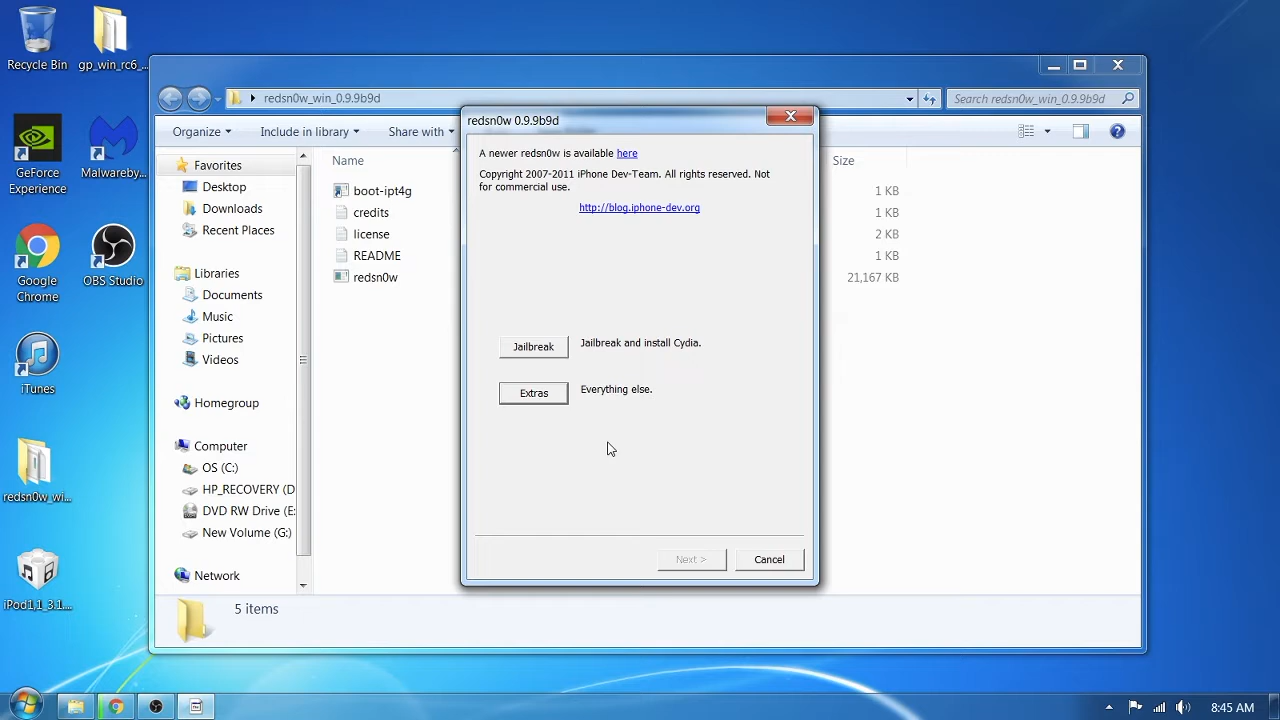 Recycle Bin
gp_win_rc6_...
GeForce
Experience
Malwareby...
Google
Chrome
OBS Studio
iTunes
redsn0w_wi...
iPod1,1_3.1...
redsn0w_win_0.9.9b9d
Search redsn0w_win_0.9.9b9d
Organize
Include in library
Share with
Favorites
Desktop
Downloads
Recent Places
Libraries
Documents
Music
Pictures
Videos
Homegroup
Computer
OS (C:)
HP_RECOVERY (D
DVD RW Drive (E:
New Volume (G:)
Network
Name
Size
boot-ipt4g
1 KB
credits
1 KB
license
2 KB
README
1 KB
redsn0w
21,167 KB
5 items
redsn0w 0.9.9b9d
A newer redsn0w is available here
Copyright 2007-2011 iPhone Dev-Team. All rights reserved. Not
for commercial use.
http://blog.iphone-dev.org
Jailbreak
Jailbreak and install Cydia.
Extras
Everything else.
Next >
Cancel
8:45 AM